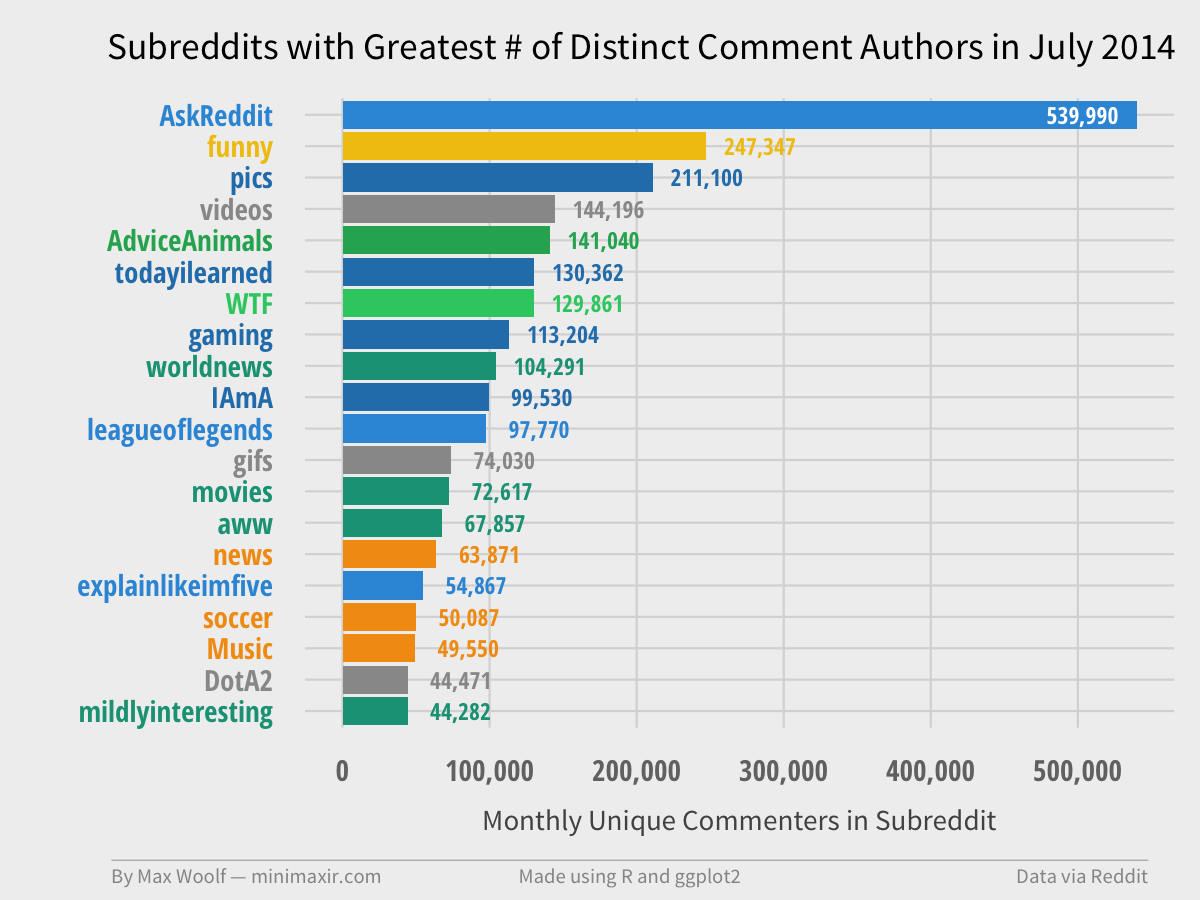 Subreddits with Greatest # of Distinct Comment Authors in July 2014
AskReddit 539,990
funny 247,347
pics 211,100
videos 144,196
AdviceAnimals 141,040
todayilearned 130,362
WTF 129,861
gaming 113,204
worldnews 104,291
IAmA 99,530
leagueoflegends 97,770
gifs 74,030
movies 72,617
aww 67,857
news 63,871
explainlikeimfive 54,867
soccer 50,087
Music 49,550
DotA2 44,471
mildlyinteresting 44,282
0 100,000 200,000 300,000 400,000 500,000
Monthly Unique Commenters in Subreddit
By Max Woolf — minimaxir.com Made using R and ggplot2 Data via Reddit